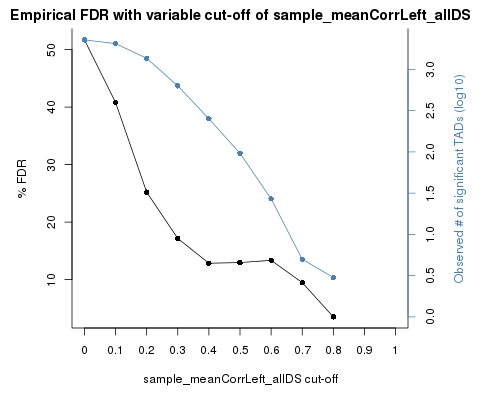 Empirical FDR with variable cut-off of sample_meanCorrLeft_allDS
50
40
30
20
10
% FDR
3.0
2.5
2.0
1.5
1.0
0.5
0.0
Observed # of significant TADs (log10)
0 0.1 0.2 0.3 0.4 0.5 0.6 0.7 0.8 0.9 1
sample_meanCorrLeft_allDS cut-off